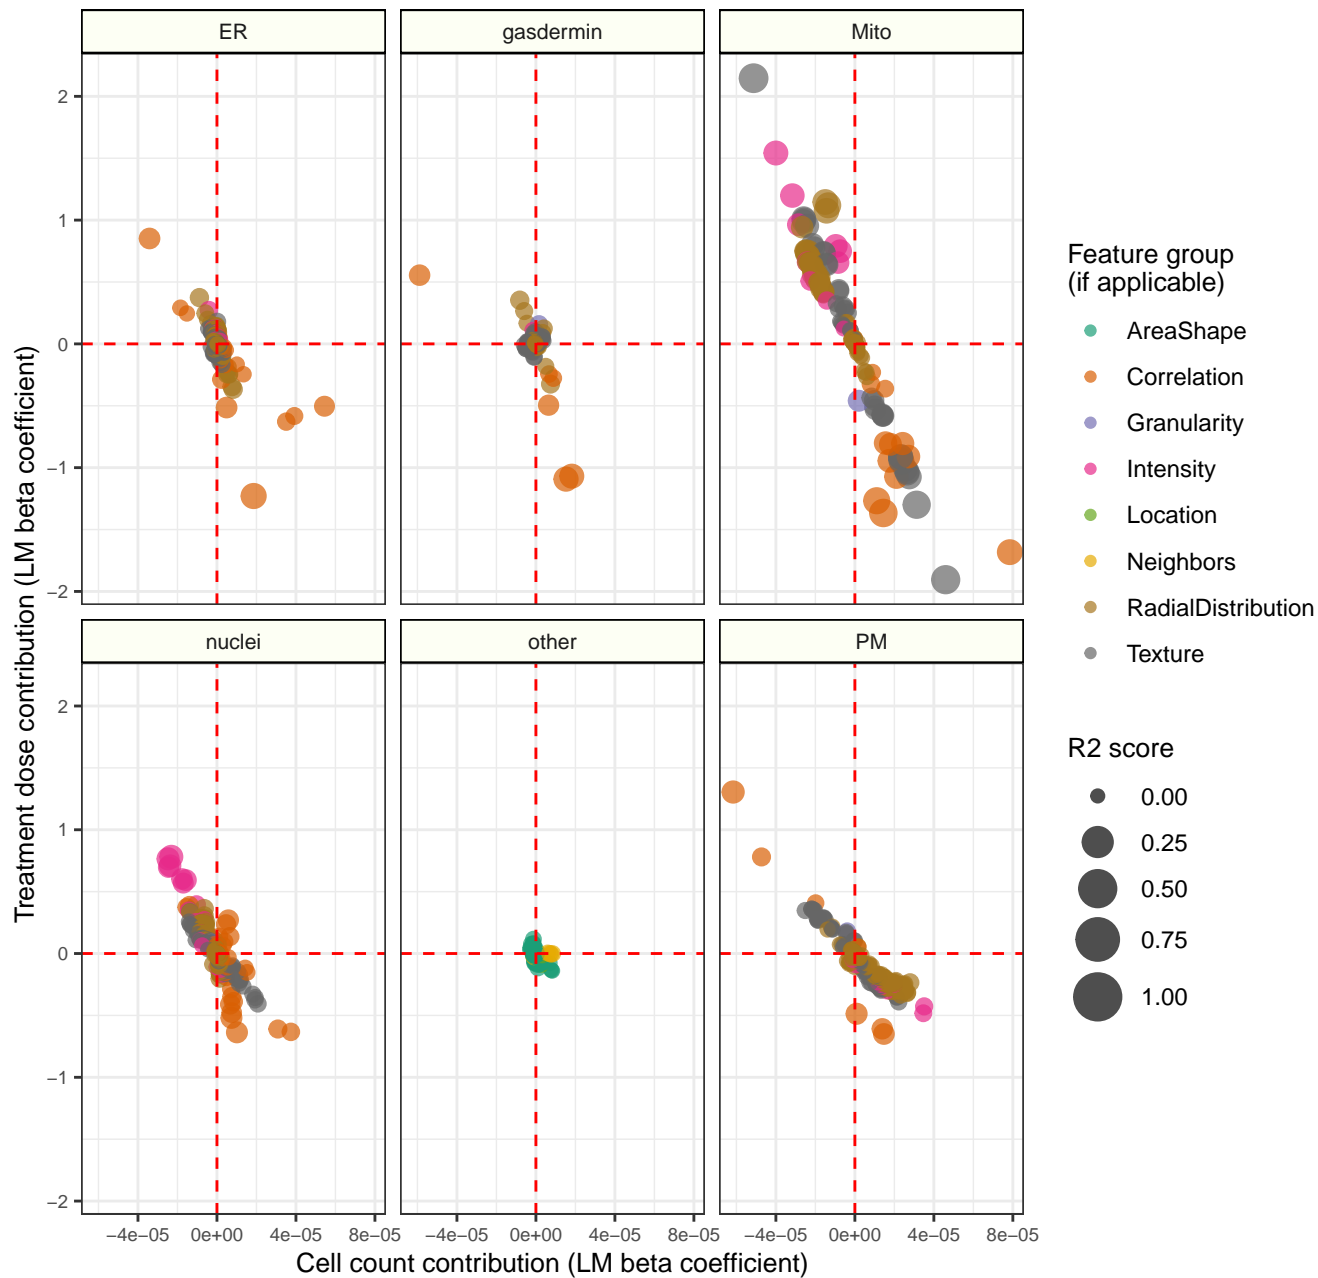 ER
gasdermin
Mito
2
1
0
−1
−2
nuclei
other
PM
2
1
0
−1
−2
−4e−05
0e+00
4e−05
8e−05
−4e−05
0e+00
4e−05
8e−05
−4e−05
0e+00
4e−05
8e−05
Cell count contribution (LM beta coefficient)
Treatment dose contribution (LM beta coefficient)
Feature group
(if applicable)
AreaShape
Correlation
Granularity
Intensity
Location
Neighbors
RadialDistribution
Texture
R2 score
0.00
0.25
0.50
0.75
1.00